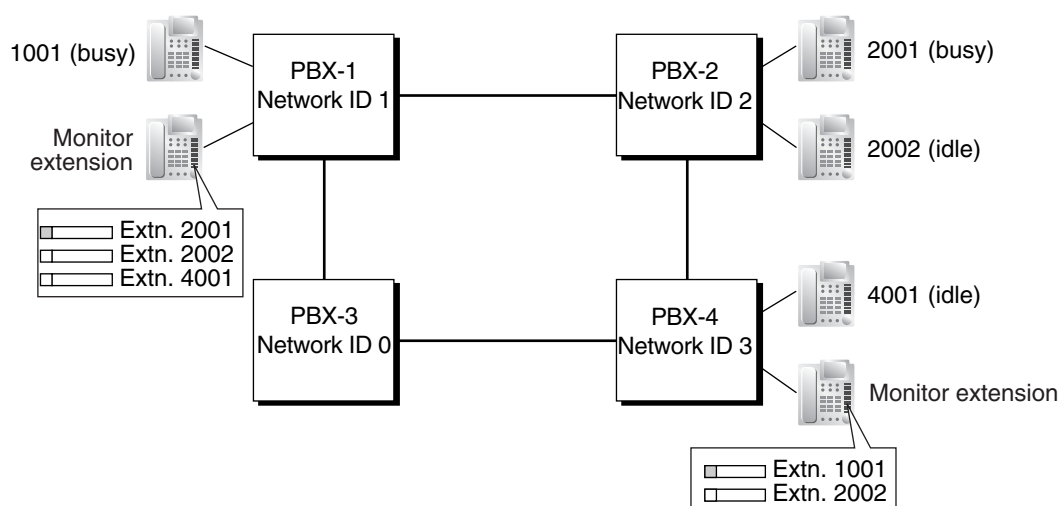 1001 (busy)
PBX-1
Network ID 1
PBX-2
Network ID 2
2001 (busy)
Monitor
extension
2002 (idle)
Extn. 2001
Extn. 2002
Extn. 4001
PBX-3
Network ID 0
PBX-4
Network ID 3
4001 (idle)
Monitor extension
Extn. 1001
Extn. 2002